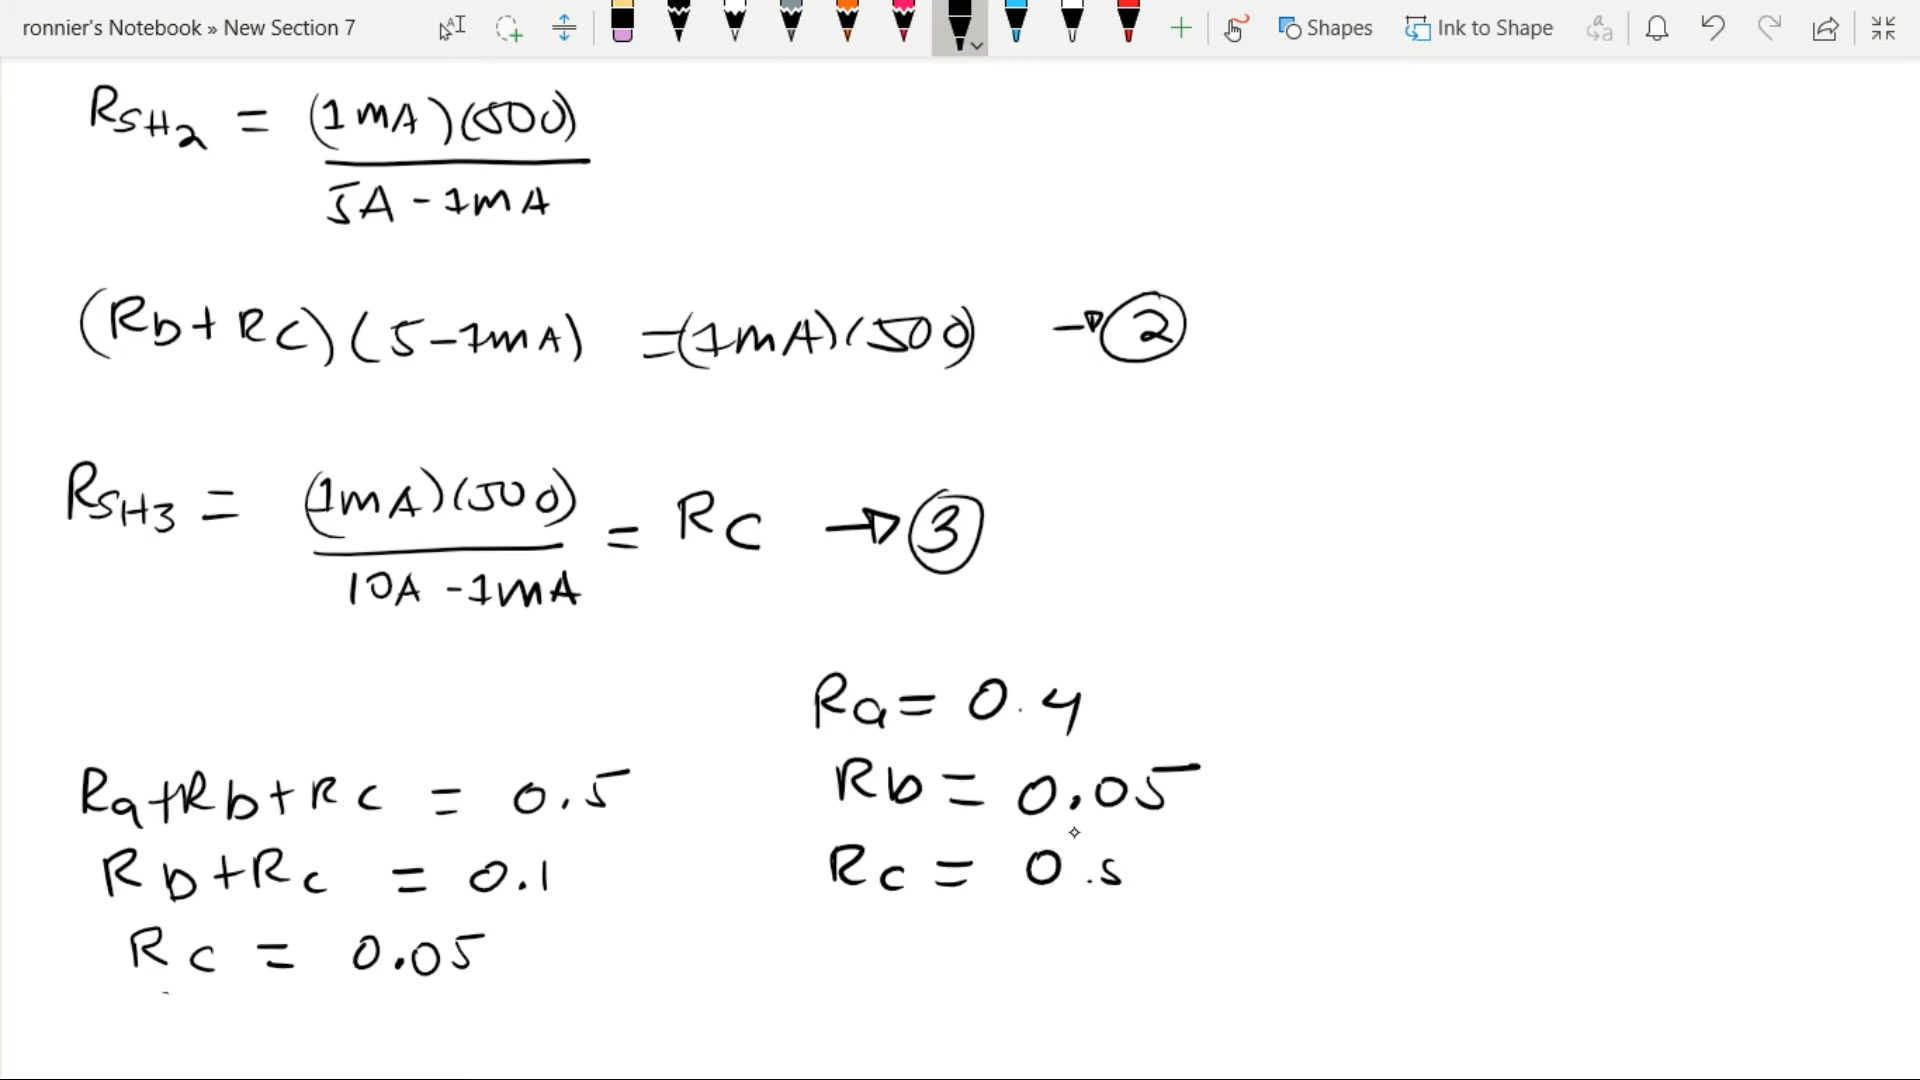 ronnier's Notebook » New Section 7
Shapes
Ink to Shape
RSH2 = (1mA)(500)
5A - 1mA
(Rb+RC)(5-1mA) =(1mA)(500) → 2
RSH3 = (1mA)(500) = RC → 3
10A - 1mA
Ra = 0.4
Ra+Rb+Rc = 0.5
Rb = 0.05
Rb+Rc = 0.1
Rc = 0.s
Rc = 0.05